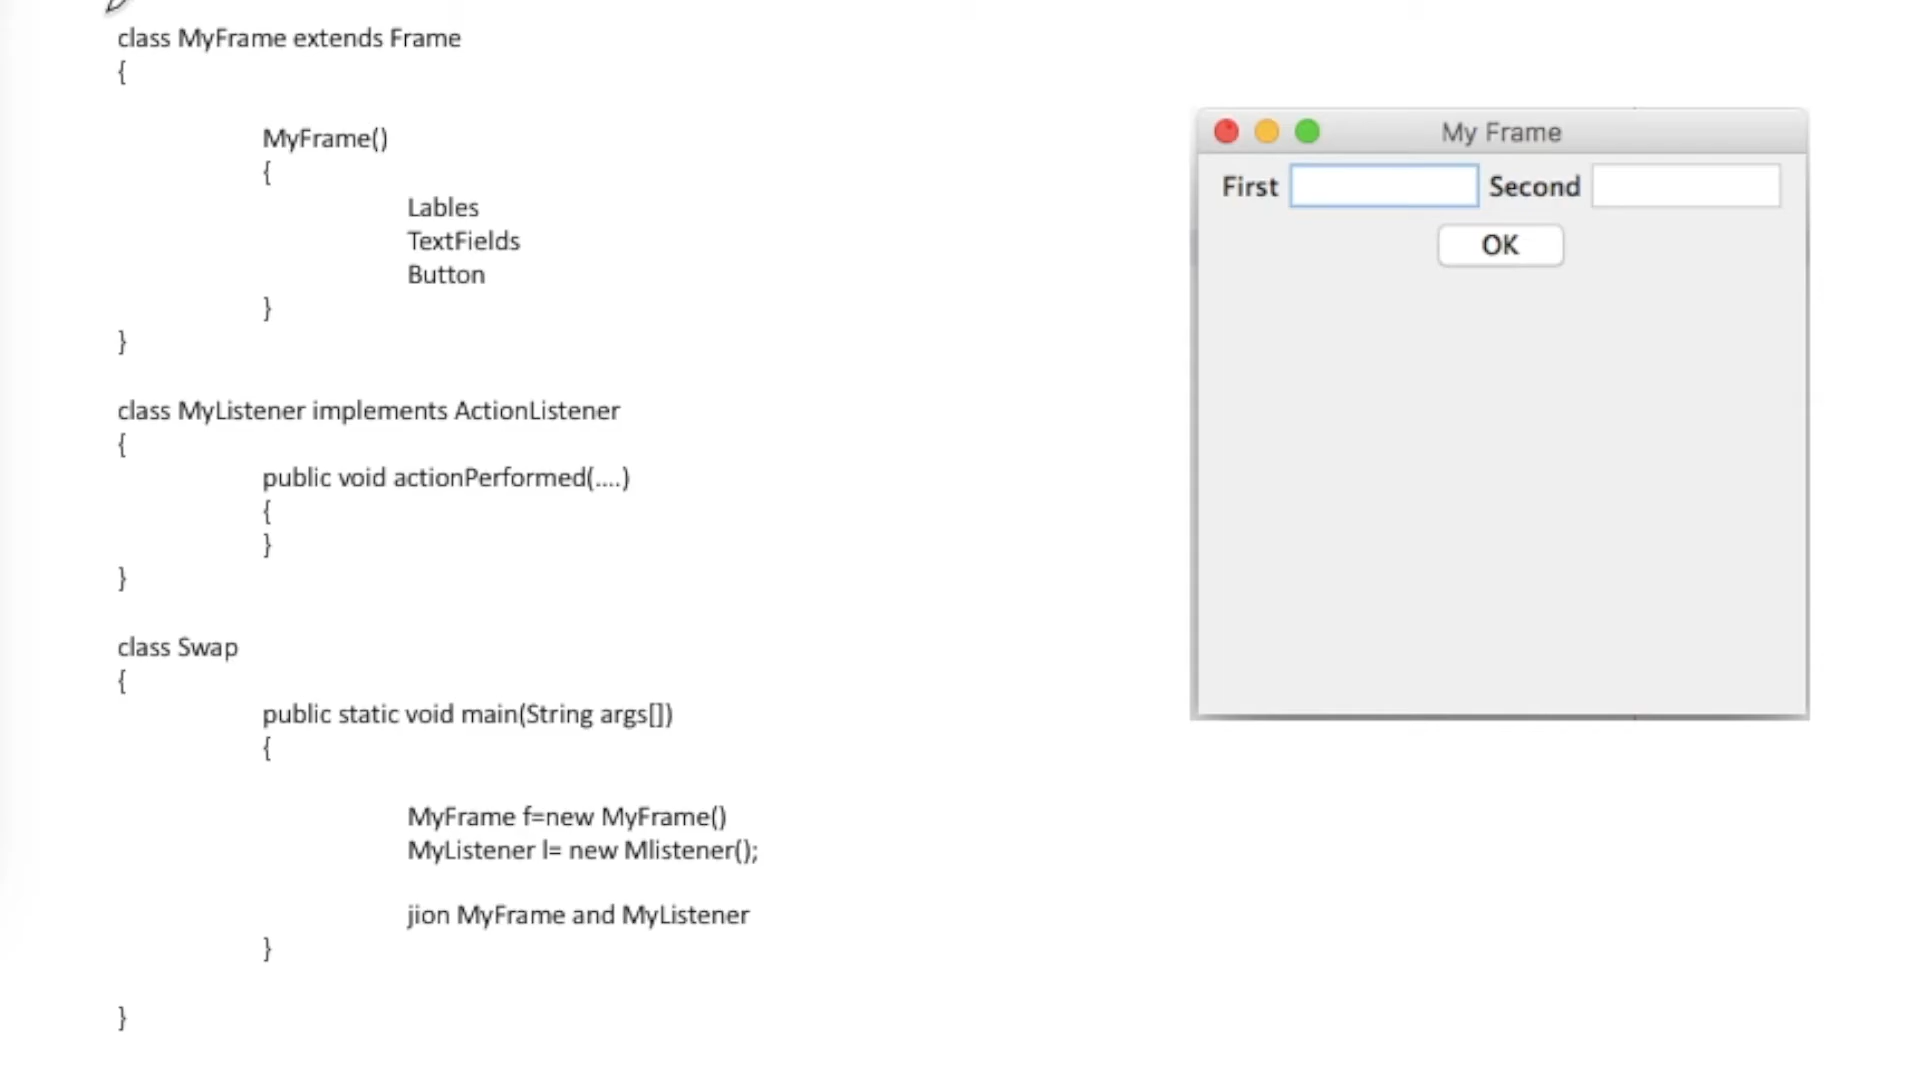 class MyFrame extends Frame
{
MyFrame()
{
Lables
TextFields
Button
}
}
class MyListener implements ActionListener
{
public void actionPerformed(....)
{
}
}
class Swap
{
public static void main(String args[])
{
MyFrame f=new MyFrame()
MyListener l= new Mlistener();
jion MyFrame and MyListener
}
}
My Frame
First Second
OK